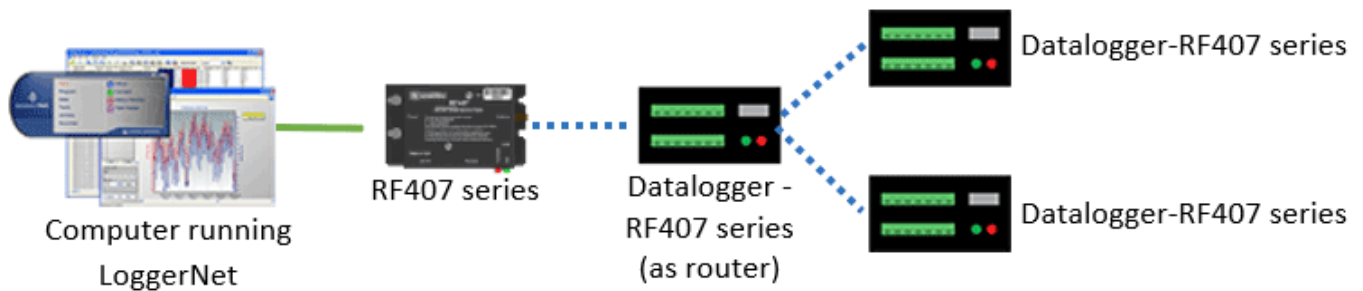 Computer running
LoggerNet
RF407 series
Datalogger -
RF407 series
(as router)
Datalogger-RF407 series
Datalogger-RF407 series